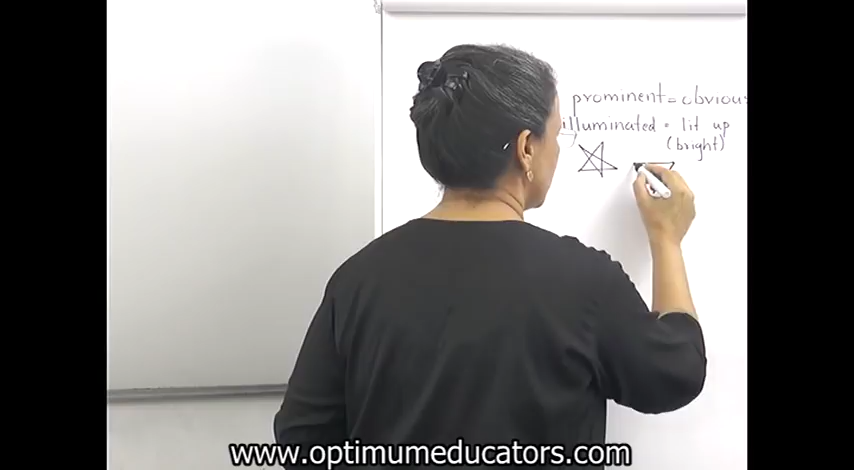 prominent = obvious
illuminated = lit up
(bright)
www.optimumeducators.com